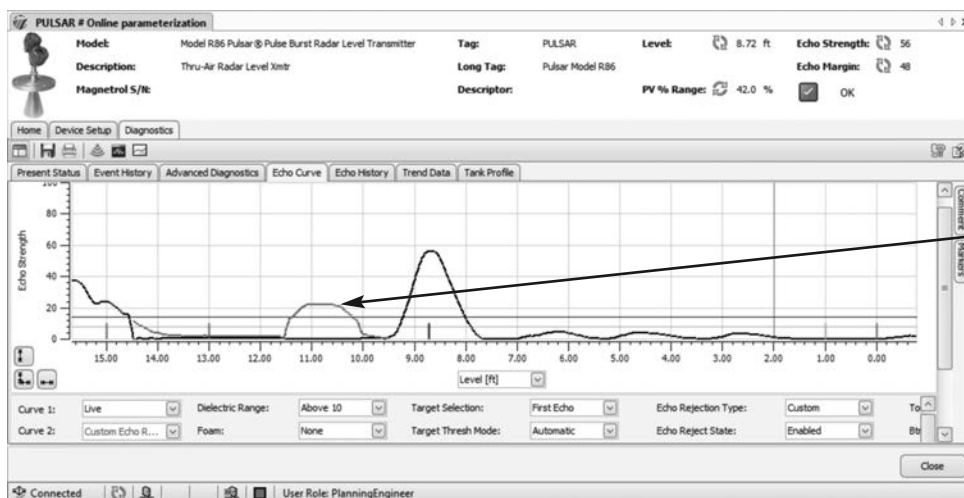 PULSAR # Online parameterization
Model: Model R86 Pulsar® Pulse Burst Radar Level Transmitter Tag: PULSAR Level: 8.72 ft Echo Strength: 56
Description: Thru-Air Radar Level Xmtr Long Tag: Pulsar Model R86 Echo Margin: 48
Magnetrol S/N: Descriptor: PV % Range: 42.0 % OK
Home Device Setup Diagnostics
Present Status Event History Advanced Diagnostics Echo Curve Echo History Trend Data Tank Profile
100
80
60
40
20
0
Echo Strength
Comment
Markers
15.00 14.00 13.00 12.00 11.00 10.00 9.00 8.00 7.00 6.00 5.00 4.00 3.00 2.00 1.00 0.00
Level [ft]
Curve 1: Live Dielectric Range: Above 10 Target Selection: First Echo Echo Rejection Type: Custom To
Curve 2: Custom Echo R... Foam: None Target Thresh Mode: Automatic Echo Reject State: Enabled Btr
Close
Connected User Role: PlanningEngineer